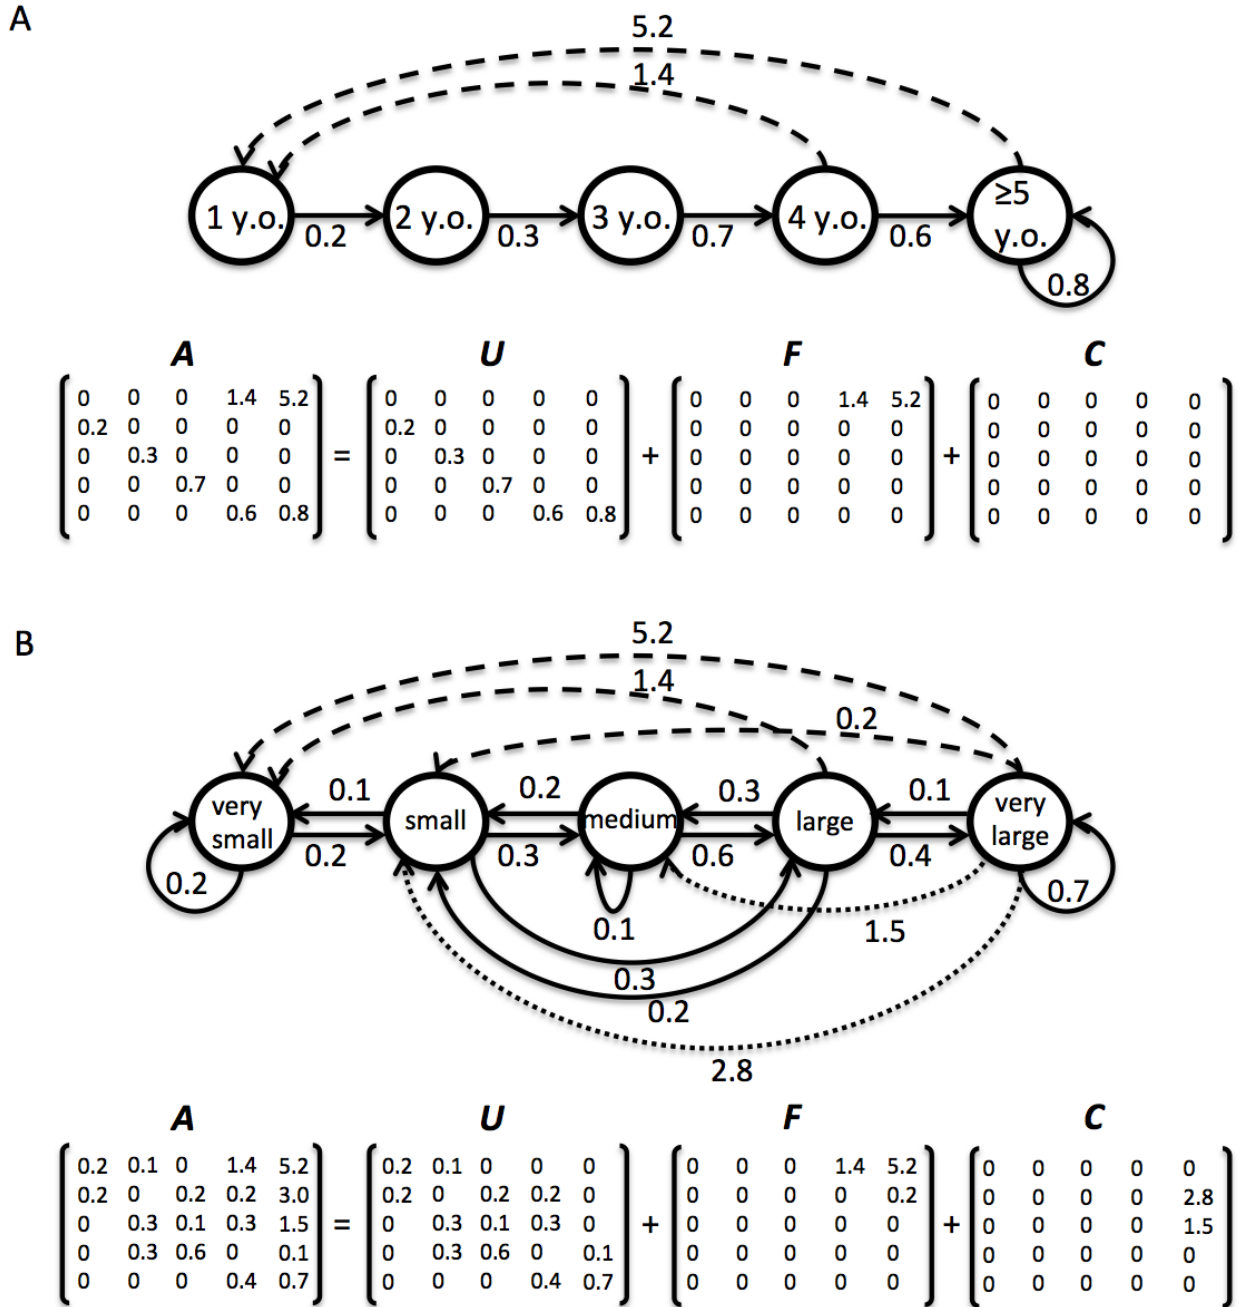 A
5.2
1.4
1 y.o. 2 y.o. 3 y.o. 4 y.o. ≥5
y.o.
0.2 0.3 0.7 0.6
0.8
A U F C
0 0 0 1.4 5.2 0 0 0 0 0 0 0 0 1.4 5.2 0 0 0 0 0
0.2 0 0 0 0 0.2 0 0 0 0 0 0 0 0 0 0 0 0 0 0
0 0.3 0 0 0 = 0 0.3 0 0 0 + 0 0 0 0 0 + 0 0 0 0 0
0 0 0.7 0 0 0 0 0.7 0 0 0 0 0 0 0 0 0 0 0 0
0 0 0 0.6 0.8 0 0 0 0.6 0.8 0 0 0 0 0 0 0 0 0 0
B
5.2
1.4
0.2
0.1 0.2 0.3 0.1
very
small
small medium large
very
large
0.2 0.3 0.6 0.4
0.2 0.7
0.1 1.5
0.3
0.2
2.8
A U F C
0.2 0.1 0 1.4 5.2 0.2 0.1 0 0 0 0 0 0 1.4 5.2 0 0 0 0 0
0.2 0 0.2 0.2 3.0 0.2 0 0.2 0.2 0 0 0 0 0 0.2 0 0 0 0 2.8
0 0.3 0.1 0.3 1.5 = 0 0.3 0.1 0.3 0 + 0 0 0 0 0 + 0 0 0 0 1.5
0 0.3 0.6 0 0.1 0 0.3 0.6 0 0.1 0 0 0 0 0 0 0 0 0 0
0 0 0 0.4 0.7 0 0 0 0.4 0.7 0 0 0 0 0 0 0 0 0 0